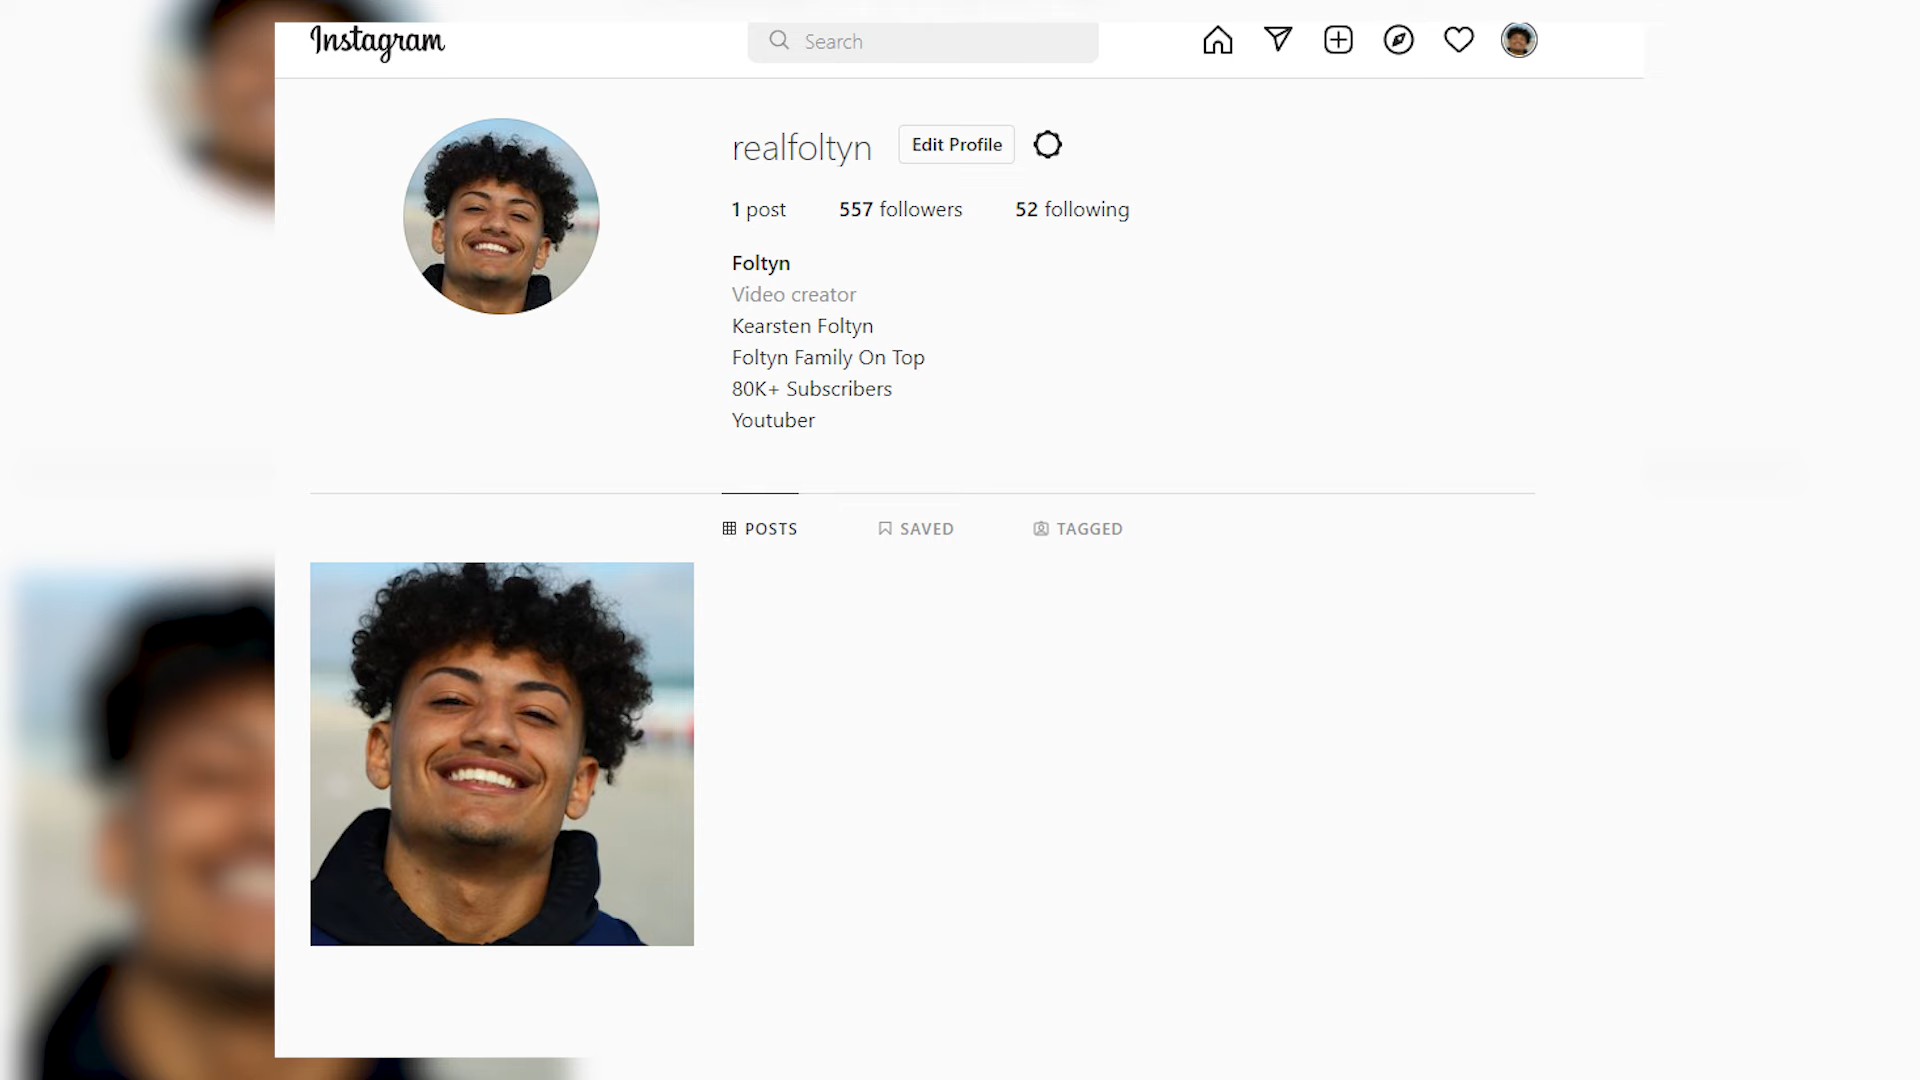 Instagram
Search
realfoltyn Edit Profile
1 post 557 followers 52 following
Foltyn
Video creator
Kearsten Foltyn
Foltyn Family On Top
80K+ Subscribers
Youtuber
POSTS SAVED TAGGED